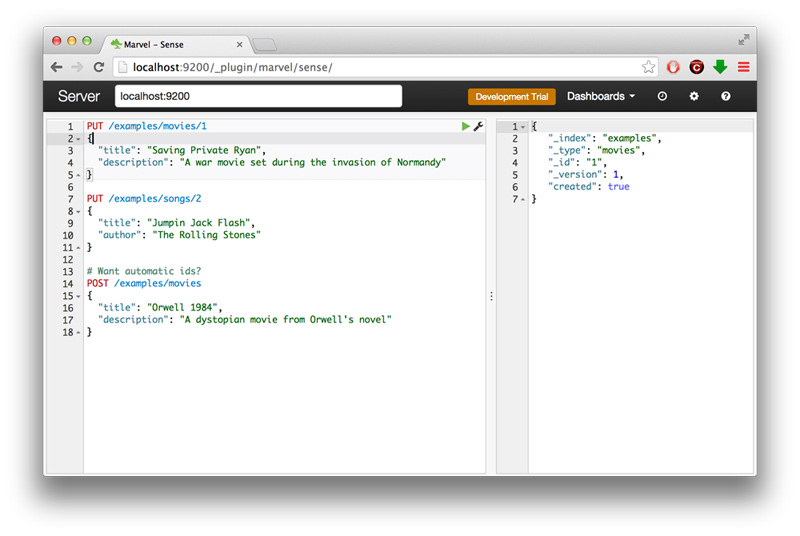 Marvel – Sense
localhost:9200/_plugin/marvel/sense/
Server localhost:9200 Development Trial Dashboards
1 PUT /examples/movies/1
2 {
3 "title": "Saving Private Ryan",
4 "description": "A war movie set during the invasion of Normandy"
5 }
6
7 PUT /examples/songs/2
8 {
9 "title": "Jumpin Jack Flash",
10 "author": "The Rolling Stones"
11 }
12
13 # Want automatic ids?
14 POST /examples/movies
15 {
16 "title": "Orwell 1984",
17 "description": "A dystopian movie from Orwell's novel"
18 }
1 {
2 "_index": "examples",
3 "_type": "movies",
4 "_id": "1",
5 "_version": 1,
6 "created": true
7 }